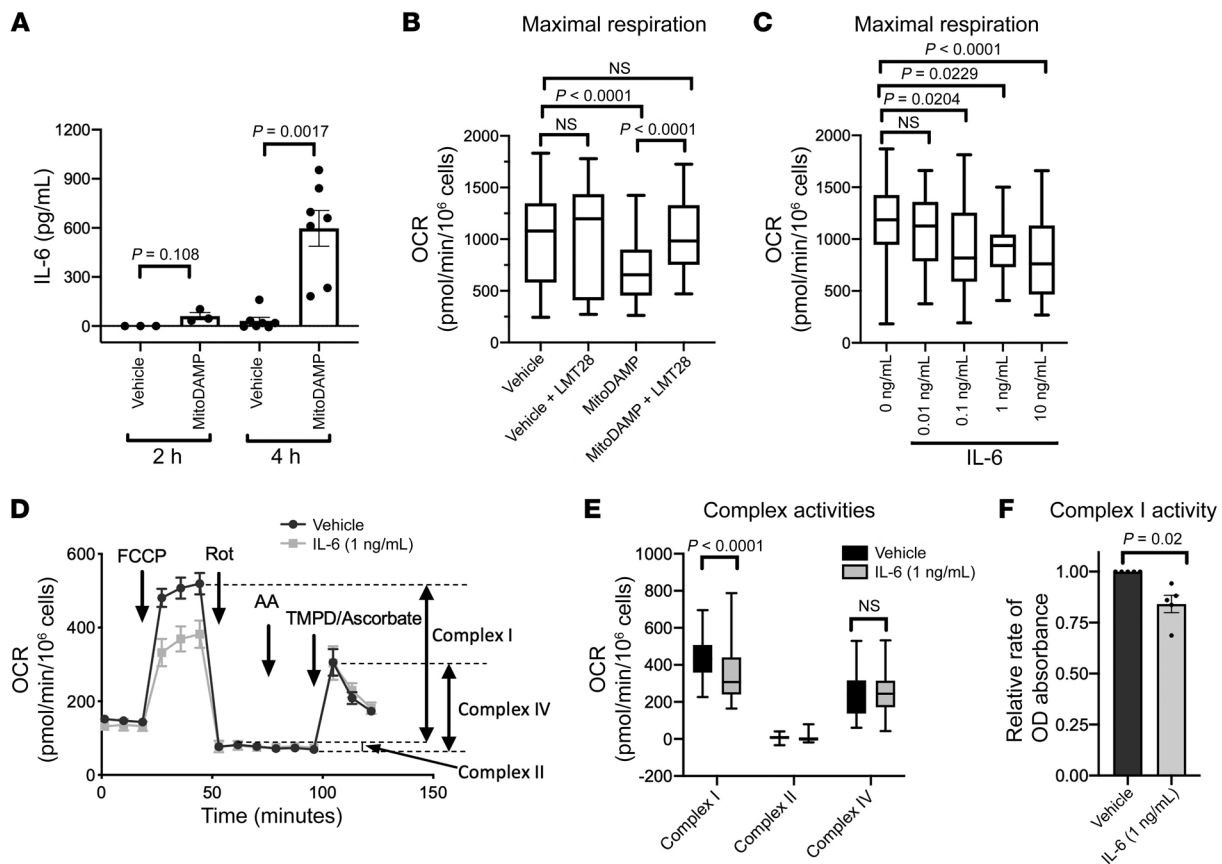 A
IL-6 (pg/mL)
1200
900
600
300
0
P = 0.108
P = 0.0017
Vehicle
MitoDAMP
Vehicle
MitoDAMP
2 h
4 h
B
Maximal respiration
OCR
(pmol/min/10⁶ cells)
2000
1500
1000
500
0
NS
P < 0.0001
NS
P < 0.0001
Vehicle
Vehicle + LMT28
MitoDAMP
MitoDAMP + LMT28
C
Maximal respiration
OCR
(pmol/min/10⁶ cells)
2000
1500
1000
500
0
P < 0.0001
P = 0.0229
P = 0.0204
NS
0 ng/mL
0.01 ng/mL
0.1 ng/mL
1 ng/mL
10 ng/mL
IL-6
D
Vehicle
IL-6 (1 ng/mL)
OCR
(pmol/min/10⁶ cells)
600
400
200
0
FCCP
Rot
AA
TMPD/Ascorbate
Complex I
Complex IV
Complex II
0
50
100
150
Time (minutes)
E
Complex activities
Vehicle
IL-6 (1 ng/mL)
OCR
(pmol/min/10⁶ cells)
1000
800
600
400
200
0
-200
P < 0.0001
NS
Complex I
Complex II
Complex IV
F
Complex I activity
P = 0.02
Relative rate of
OD absorbance
1.00
0.75
0.50
0.25
0.00
Vehicle
IL-6 (1 ng/mL)